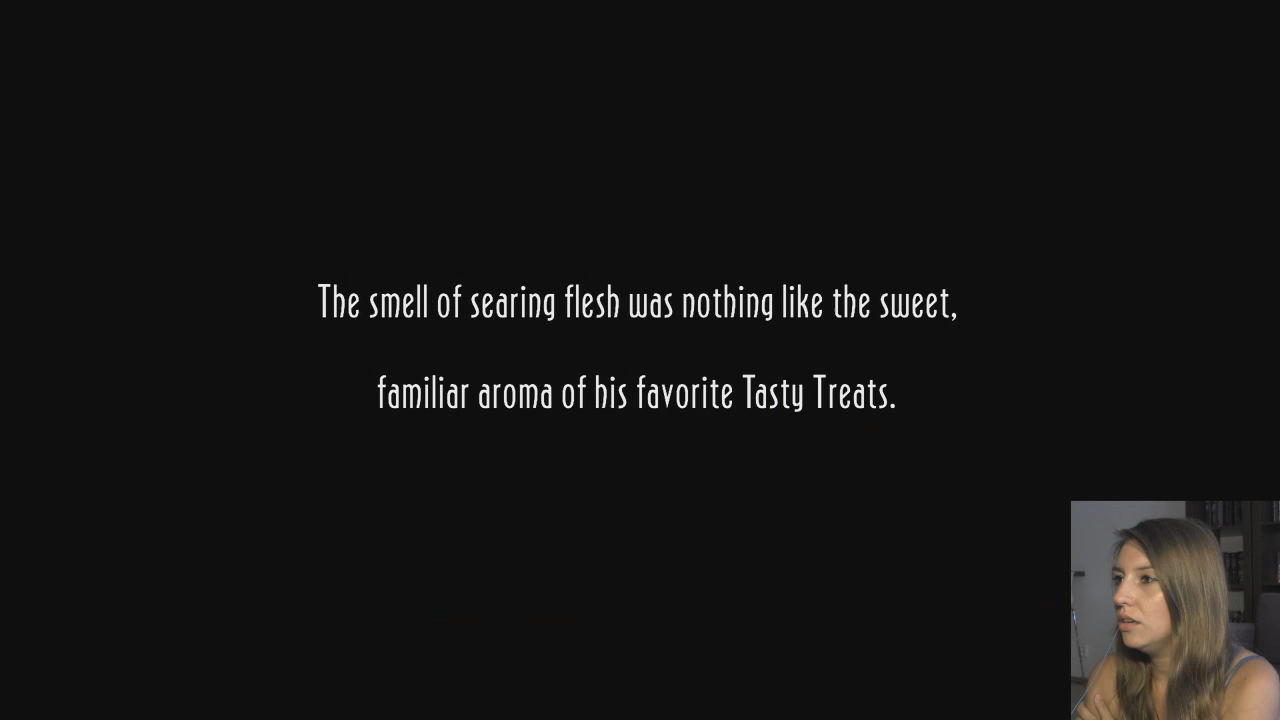 The smell of searing flesh was nothing like the sweet,
familiar aroma of his favorite Tasty Treats.